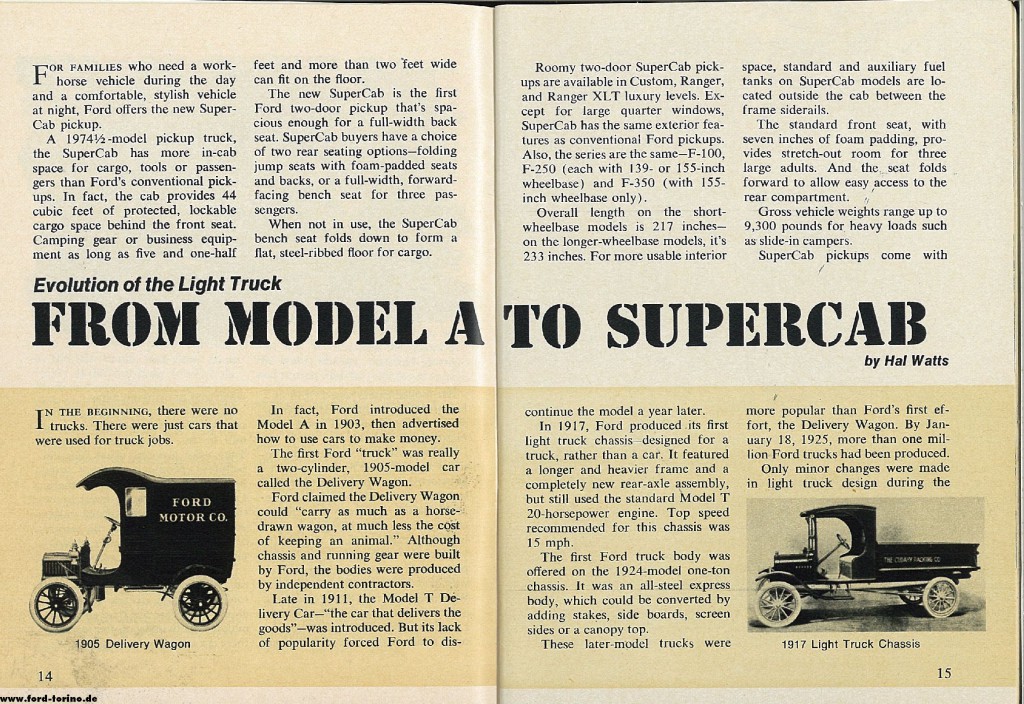 FOR FAMILIES who need a work-
horse vehicle during the day
and a comfortable, stylish vehicle
at night, Ford offers the new Super-
Cab pickup.
A 1974½-model pickup truck,
the SuperCab has more in-cab
space for cargo, tools or passen-
gers than Ford's conventional pick-
ups. In fact, the cab provides 44
cubic feet of protected, lockable
cargo space behind the front seat.
Camping gear or business equip-
ment as long as five and one-half
feet and more than two feet wide
can fit on the floor.
The new SuperCab is the first
Ford two-door pickup that's spa-
cious enough for a full-width back
seat. SuperCab buyers have a choice
of two rear seating options—folding
jump seats with foam-padded seats
and backs, or a full-width, forward-
facing bench seat for three pas-
sengers.
When not in use, the SuperCab
bench seat folds down to form a
flat, steel-ribbed floor for cargo.
Roomy two-door SuperCab pick-
ups are available in Custom, Ranger,
and Ranger XLT luxury levels. Ex-
cept for large quarter windows,
SuperCab has the same exterior fea-
tures as conventional Ford pickups.
Also, the series are the same—F-100,
F-250 (each with 139- or 155-inch
wheelbase) and F-350 (with 155-
inch wheelbase only).
Overall length on the short-
wheelbase models is 217 inches—
on the longer-wheelbase models, it's
233 inches. For more usable interior
space, standard and auxiliary fuel
tanks on SuperCab models are lo-
cated outside the cab between the
frame siderails.
The standard front seat, with
seven inches of foam padding, pro-
vides stretch-out room for three
large adults. And the seat folds
forward to allow easy access to the
rear compartment.
Gross vehicle weights range up to
9,300 pounds for heavy loads such
as slide-in campers.
SuperCab pickups come with
Evolution of the Light Truck
FROM MODEL A TO SUPERCAB
by Hal Watts
IN THE BEGINNING, there were no
trucks. There were just cars that
were used for truck jobs.
FORD
MOTOR CO.
1905 Delivery Wagon
In fact, Ford introduced the
Model A in 1903, then advertised
how to use cars to make money.
The first Ford "truck" was really
a two-cylinder, 1905-model car
called the Delivery Wagon.
Ford claimed the Delivery Wagon
could "carry as much as a horse-
drawn wagon, at much less the cost
of keeping an animal." Although
chassis and running gear were built
by Ford, the bodies were produced
by independent contractors.
Late in 1911, the Model T De-
livery Car—"the car that delivers the
goods"—was introduced. But its lack
of popularity forced Ford to dis-
continue the model a year later.
In 1917, Ford produced its first
light truck chassis designed for a
truck, rather than a car. It featured
a longer and heavier frame and a
completely new rear-axle assembly,
but still used the standard Model T
20-horsepower engine. Top speed
recommended for this chassis was
15 mph.
The first Ford truck body was
offered on the 1924-model one-ton
chassis. It was an all-steel express
body, which could be converted by
adding stakes, side boards, screen
sides or a canopy top.
These later-model trucks were
more popular than Ford's first ef-
fort, the Delivery Wagon. By Jan-
uary 18, 1925, more than one mil-
lion Ford trucks had been produced.
Only minor changes were made
in light truck design during the
THE CUDAHY PACKING CO.
1917 Light Truck Chassis
14
15
www.ford-torino.de